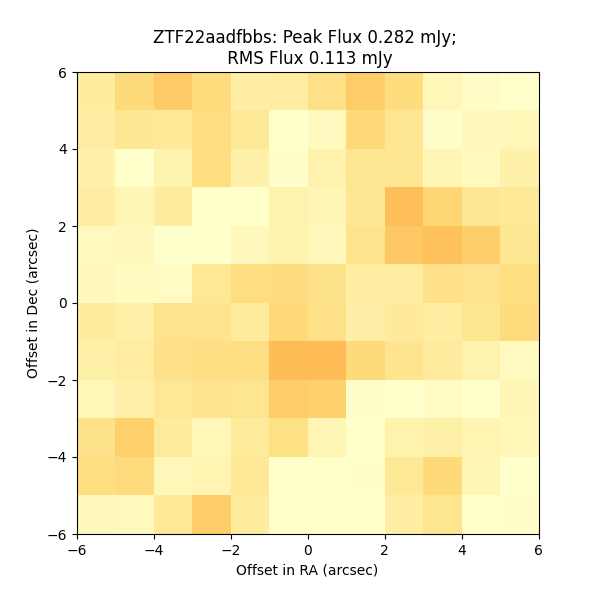 ZTF22aadfbbs: Peak Flux 0.282 mJy;
RMS Flux 0.113 mJy
6
4
2
0
−2
−4
−6
Offset in Dec (arcsec)
−6 −4 −2 0 2 4 6
Offset in RA (arcsec)